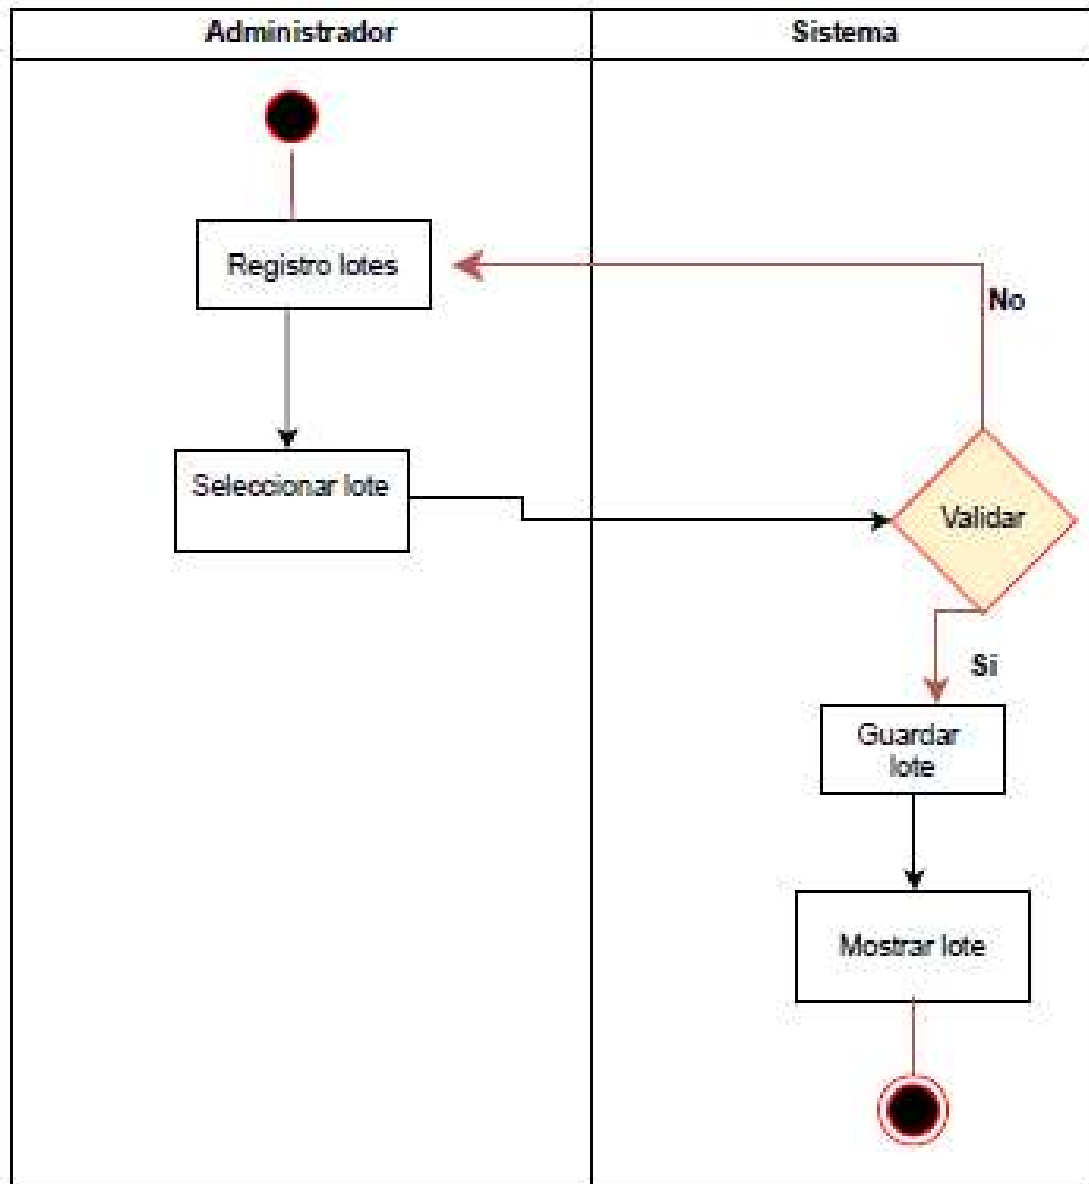 Administrador
Sistema
Registro lotes
No
Seleccionar lote
Validar
Si
Guardar
lote
Mostrar lote